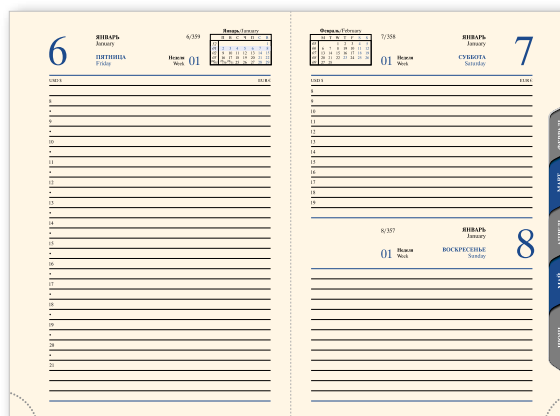 6
ЯНВАРЬ
January
ПЯТНИЦА
Friday
6/359
Неделя
Week
01
Январь/January
USD $
EUR €
8
9
10
11
12
13
14
15
16
17
18
19
20
21
Февраль/February
7/358
01
Неделя
Week
ЯНВАРЬ
January
СУББОТА
Saturday
7
USD $
EUR €
8
9
10
11
12
13
14
15
16
17
18
19
8/357
01
Неделя
Week
ЯНВАРЬ
January
ВОСКРЕСЕНЬЕ
Sunday
8